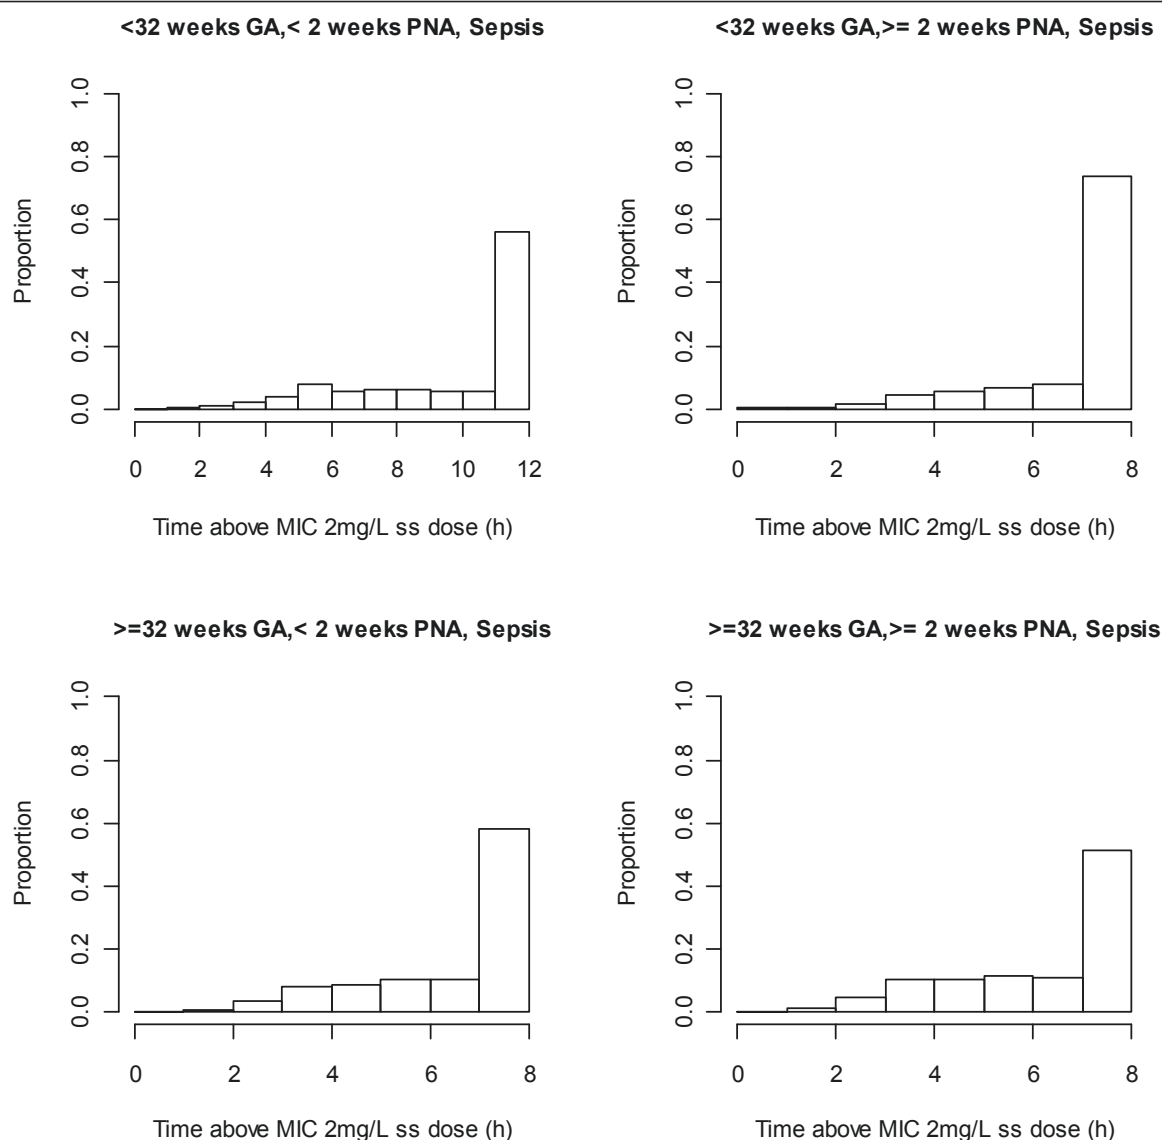 <32 weeks GA,< 2 weeks PNA, Sepsis
Proportion
0.0 0.2 0.4 0.6 0.8 1.0
0 2 4 6 8 10 12
Time above MIC 2mg/L ss dose (h)
<32 weeks GA,>= 2 weeks PNA, Sepsis
Proportion
0.0 0.2 0.4 0.6 0.8 1.0
0 2 4 6 8
Time above MIC 2mg/L ss dose (h)
>=32 weeks GA,< 2 weeks PNA, Sepsis
Proportion
0.0 0.2 0.4 0.6 0.8 1.0
0 2 4 6 8
Time above MIC 2mg/L ss dose (h)
>=32 weeks GA,>= 2 weeks PNA, Sepsis
Proportion
0.0 0.2 0.4 0.6 0.8 1.0
0 2 4 6 8
Time above MIC 2mg/L ss dose (h)